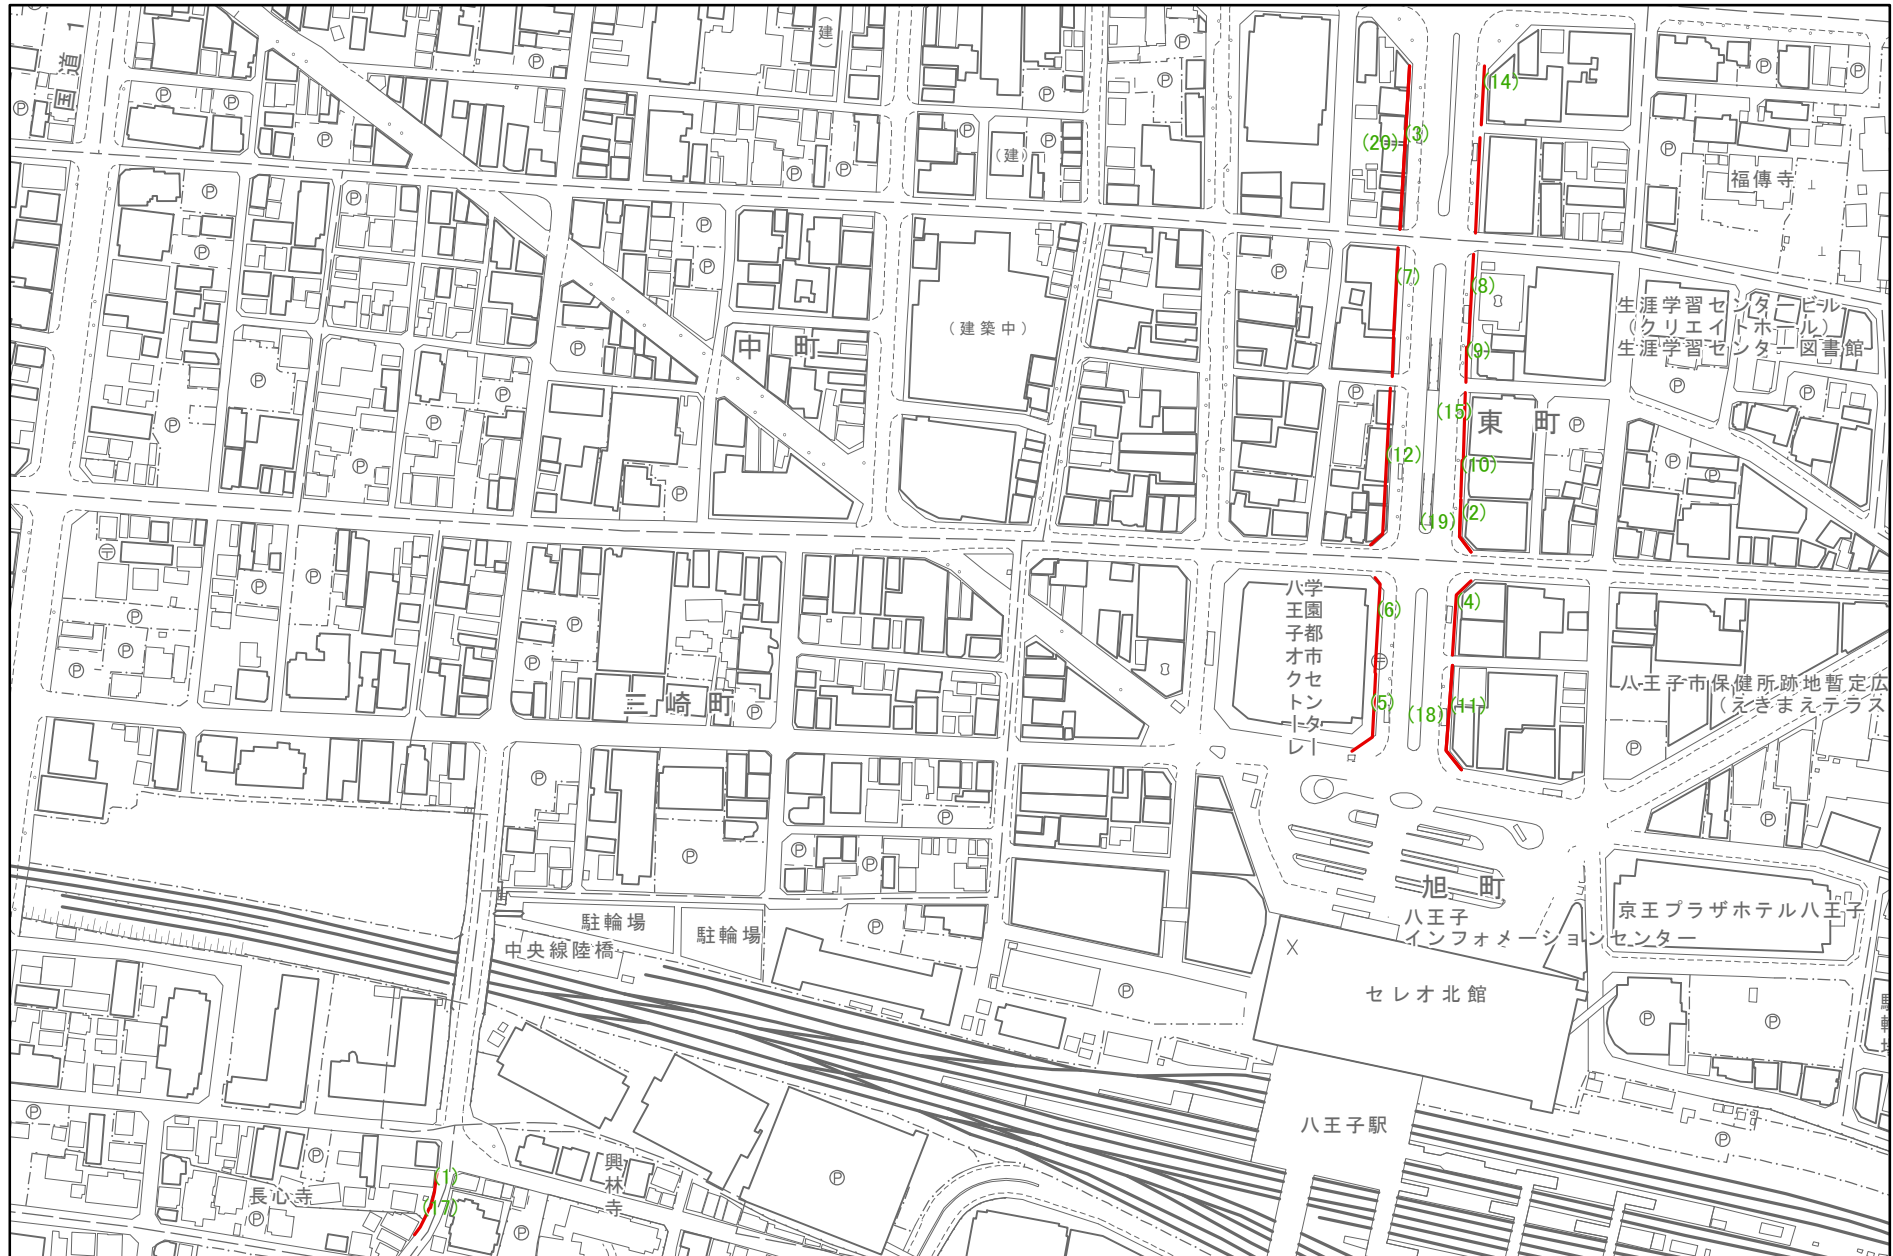 国道1
(建)
(14)
(3)
(20)
(建)
福傳寺
(7)
(8)
生涯学習センタービル
(クリエイトホール)
生涯学習センター図書館
(建築中)
中町
(9)
(15)
東町
(12)
(10)
(2)
(19)
八王子オクトーレ
学園都市センター
(6)
(4)
三崎町
(5)
(18)
(11)
八王子市保健所跡地暫定広
(えきまえテラス
旭町
八王子
インフォメーションセンター
京王プラザホテル八王子
駐輪場
駐輪場
中央線陸橋
セレオ北館
駐輪場
八王子駅
興林寺
長心寺
(1)
(17)